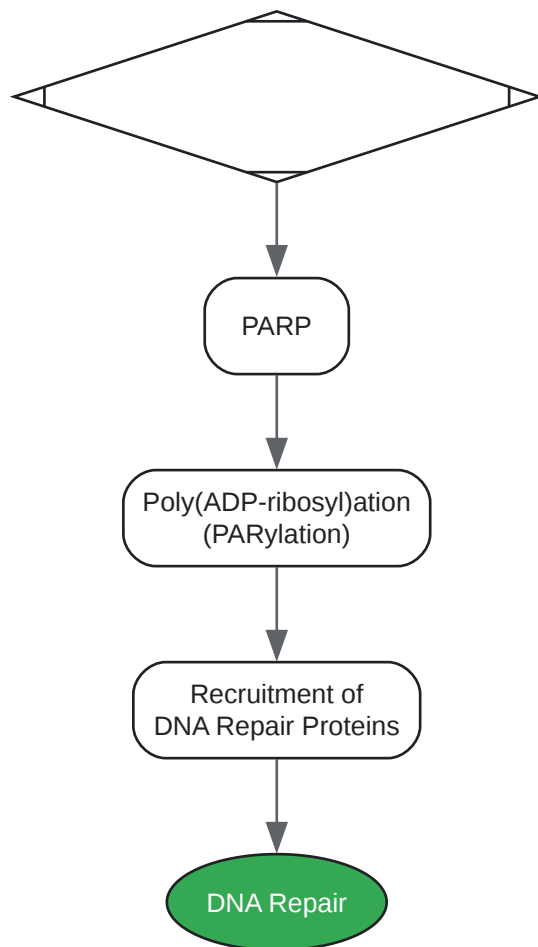 PARP
Poly(ADP-ribosyl)ation
(PARylation)
Recruitment of
DNA Repair Proteins
DNA Repair